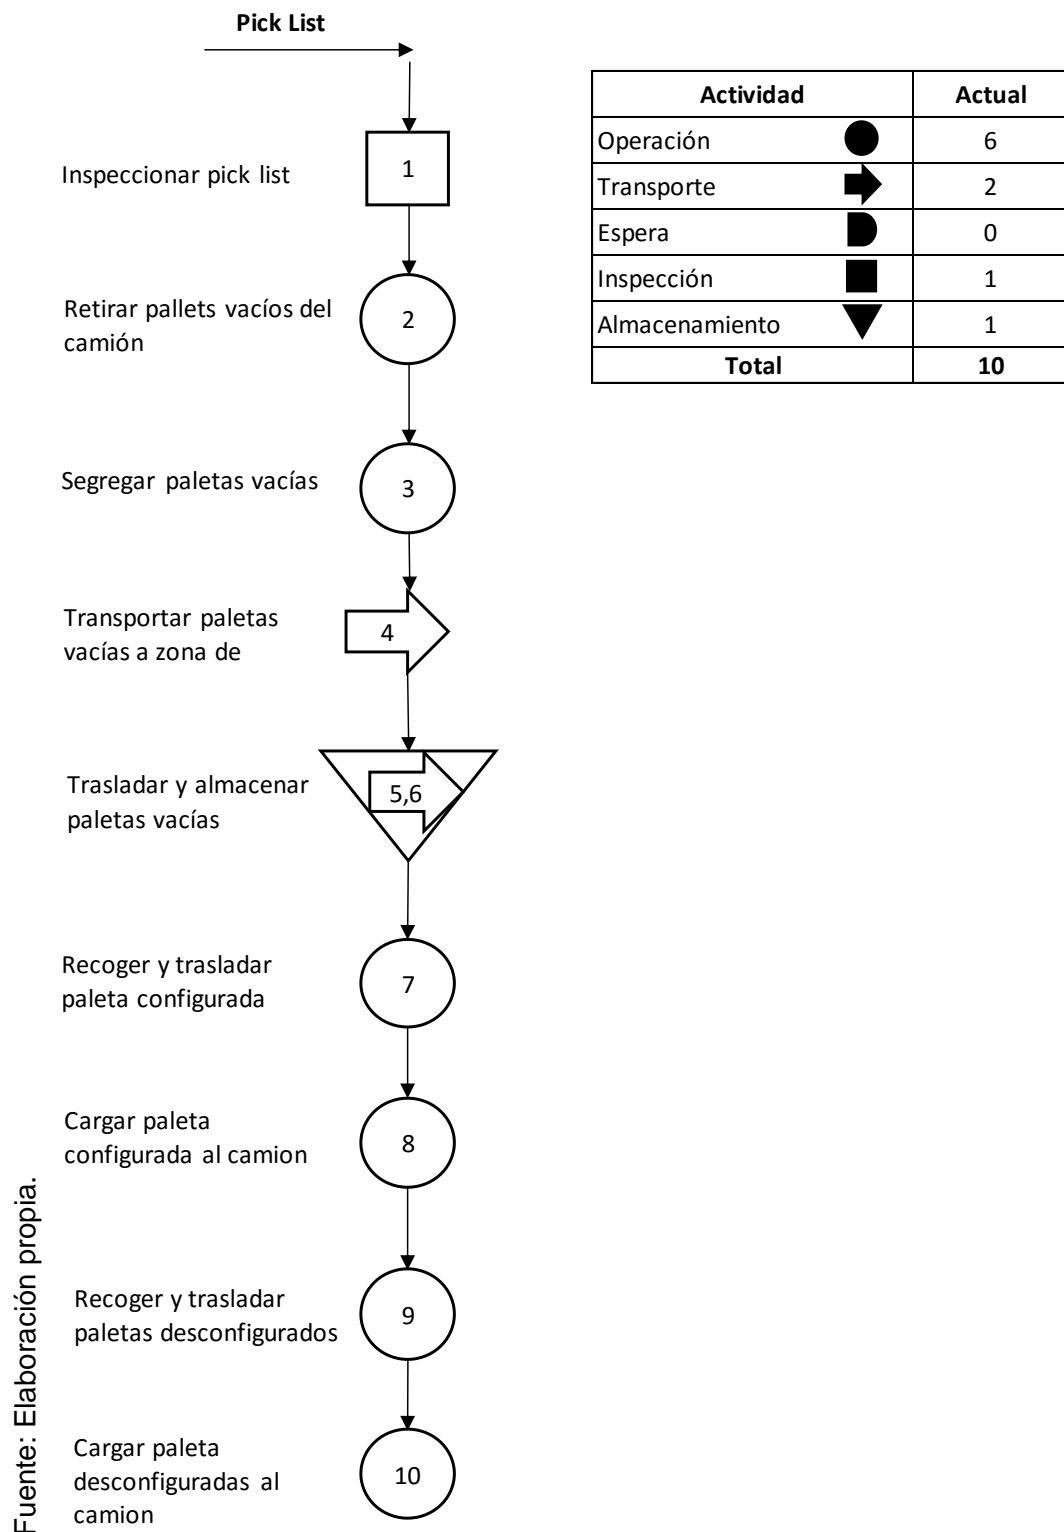 Pick List
Inspeccionar pick list
1
Retirar pallets vacíos del
camión
2
Segregar paletas vacías
3
Transportar paletas
vacías a zona de
4
Trasladar y almacenar
paletas vacías
5,6
Recoger y trasladar
paleta configurada
7
Cargar paleta
configurada al camion
8
Recoger y trasladar
paletas desconfigurados
9
Cargar paleta
desconfiguradas al
camion
10
Actividad Actual
Operación 6
Transporte 2
Espera 0
Inspección 1
Almacenamiento 1
Total 10
Fuente: Elaboración propia.